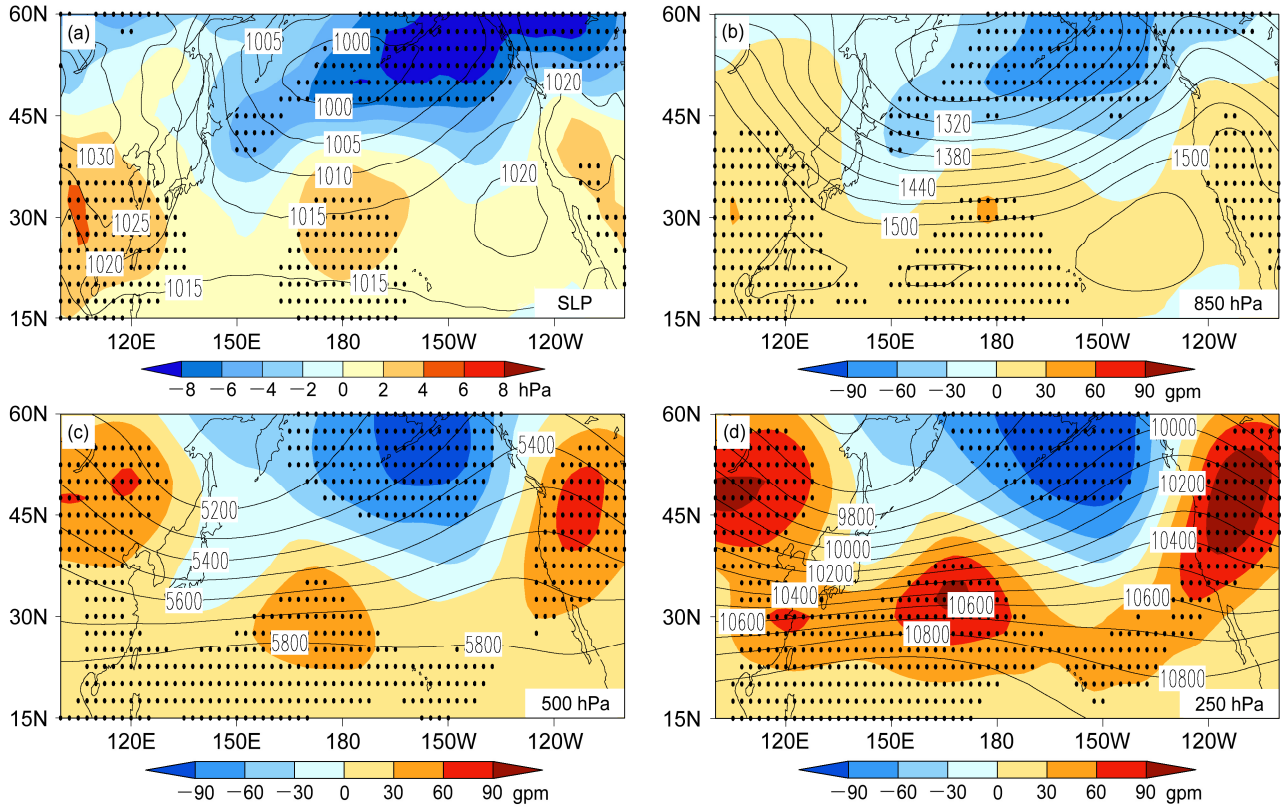 60N (a) 1005 1000 1020
45N 1000
1005
1030 1010 1020
30N 1025 1015
1020
1015 1015
15N SLP
120E 150E 180 150W 120W
−8 −6 −4 −2 0 2 4 6 8 hPa
60N (b)
45N 1320
1380 1500
1440
30N 1500
15N 850 hPa
120E 150E 180 150W 120W
−90 −60 −30 0 30 60 90 gpm
60N (c) 5400
5200
45N
5400
5600
30N
5800 5800
15N 500 hPa
120E 150E 180 150W 120W
−90 −60 −30 0 30 60 90 gpm
60N (d) 10000
10200
45N 9800
10000 10400
10200
10400 10600 10600
30N 10600 10800
10800
15N 250 hPa
120E 150E 180 150W 120W
−90 −60 −30 0 30 60 90 gpm